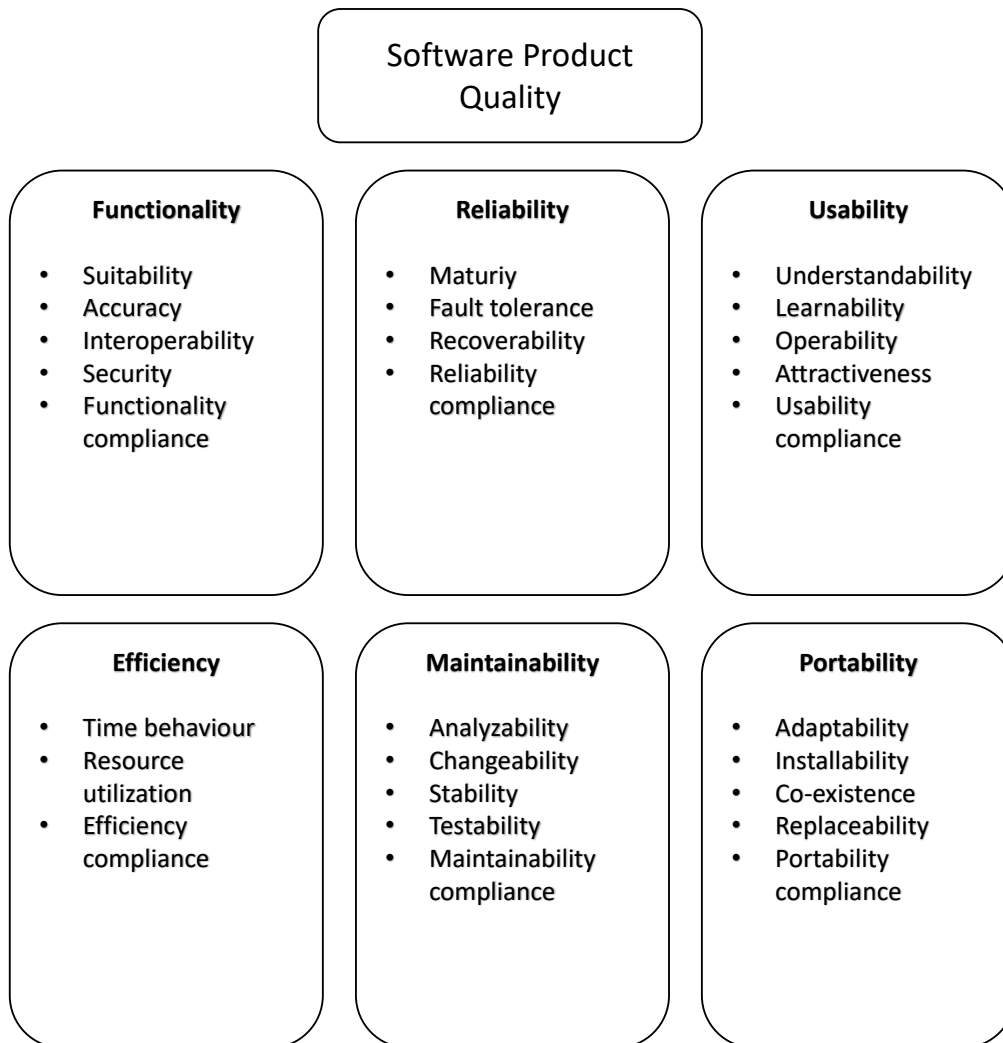 Software Product
Quality
Functionality
• Suitability
• Accuracy
• Interoperability
• Security
• Functionality
compliance
Reliability
• Maturiy
• Fault tolerance
• Recoverability
• Reliability
compliance
Usability
• Understandability
• Learnability
• Operability
• Attractiveness
• Usability
compliance
Efficiency
• Time behaviour
• Resource
utilization
• Efficiency
compliance
Maintainability
• Analyzability
• Changeability
• Stability
• Testability
• Maintainability
compliance
Portability
• Adaptability
• Installability
• Co-existence
• Replaceability
• Portability
compliance